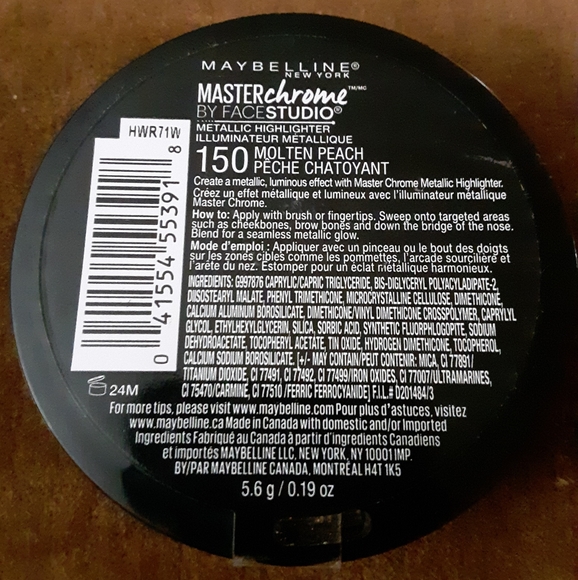 MAYBELLINE®
NEW YORK
MASTERchrome™/MC
BY FACESTUDIO®
METALLIC HIGHLIGHTER
ILLUMINATEUR MÉTALLIQUE
150 MOLTEN PEACH
PÊCHE CHATOYANT
Create a metallic, luminous effect with Master Chrome Metallic Highlighter.
Créez un effet métallique et lumineux avec l'illuminateur métallique
Master Chrome.
How to: Apply with brush or fingertips. Sweep onto targeted areas
such as cheekbones, brow bones and down the bridge of the nose.
Blend for a seamless metallic glow.
Mode d'emploi : Appliquer avec un pinceau ou le bout des doigts
sur les zones cibles comme les pommettes, l'arcade sourcilière et
l'arête du nez. Estomper pour un éclat métallique harmonieux.
INGREDIENTS: G997876 CAPRYLIC/CAPRIC TRIGLYCERIDE, BIS-DIGLYCERYL POLYACYLADIPATE-2,
DIISOSTEARYL MALATE, PHENYL TRIMETHICONE, MICROCRYSTALLINE CELLULOSE, DIMETHICONE,
CALCIUM ALUMINUM BOROSILICATE, DIMETHICONE/VINYL DIMETHICONE CROSSPOLYMER, CAPRYLYL
GLYCOL, ETHYLHEXYLGLYCERIN, SILICA, SORBIC ACID, SYNTHETIC FLUORPHLOGOPITE, SODIUM
DEHYDROACETATE, TOCOPHERYL ACETATE, TIN OXIDE, HYDROGEN DIMETHICONE, TOCOPHEROL,
CALCIUM SODIUM BOROSILICATE. [+/- MAY CONTAIN/PEUT CONTENIR: MICA, CI 77891/
TITANIUM DIOXIDE, CI 77491, CI 77492, CI 77499/IRON OXIDES, CI 77007/ULTRAMARINES,
CI 75470/CARMINE, CI 77510/FERRIC FERROCYANIDE] F.I.L.# D201484/3
For more tips, please visit www.maybelline.com Pour plus d'astuces, visitez
www.maybelline.ca Made in Canada with domestic and/or Imported
Ingredients Fabriqué au Canada à partir d'ingredients Canadiens
et importés MAYBELLINE LLC, NEW YORK, NY 10001 IMP.
BY/PAR MAYBELLINE CANADA, MONTRÉAL H4T 1K5
5.6 g / 0.19 oz
HWR71W
0 41554 55391 8
24M